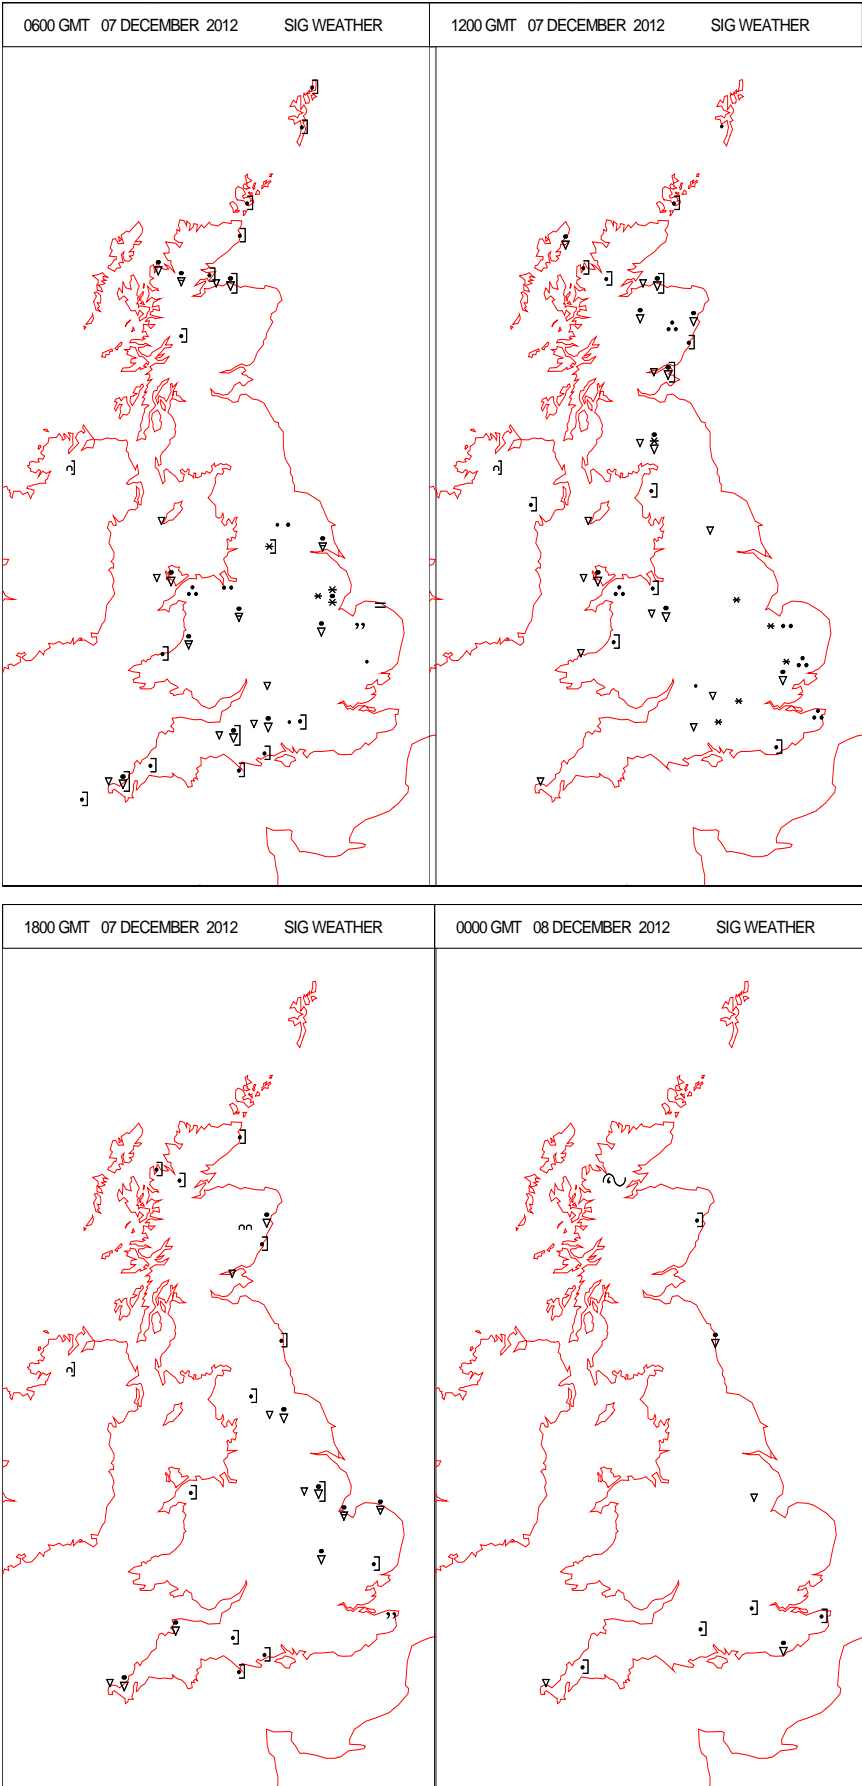 0600 GMT 07 DECEMBER 2012 SIG WEATHER
1200 GMT 07 DECEMBER 2012 SIG WEATHER
1800 GMT 07 DECEMBER 2012 SIG WEATHER
0000 GMT 08 DECEMBER 2012 SIG WEATHER